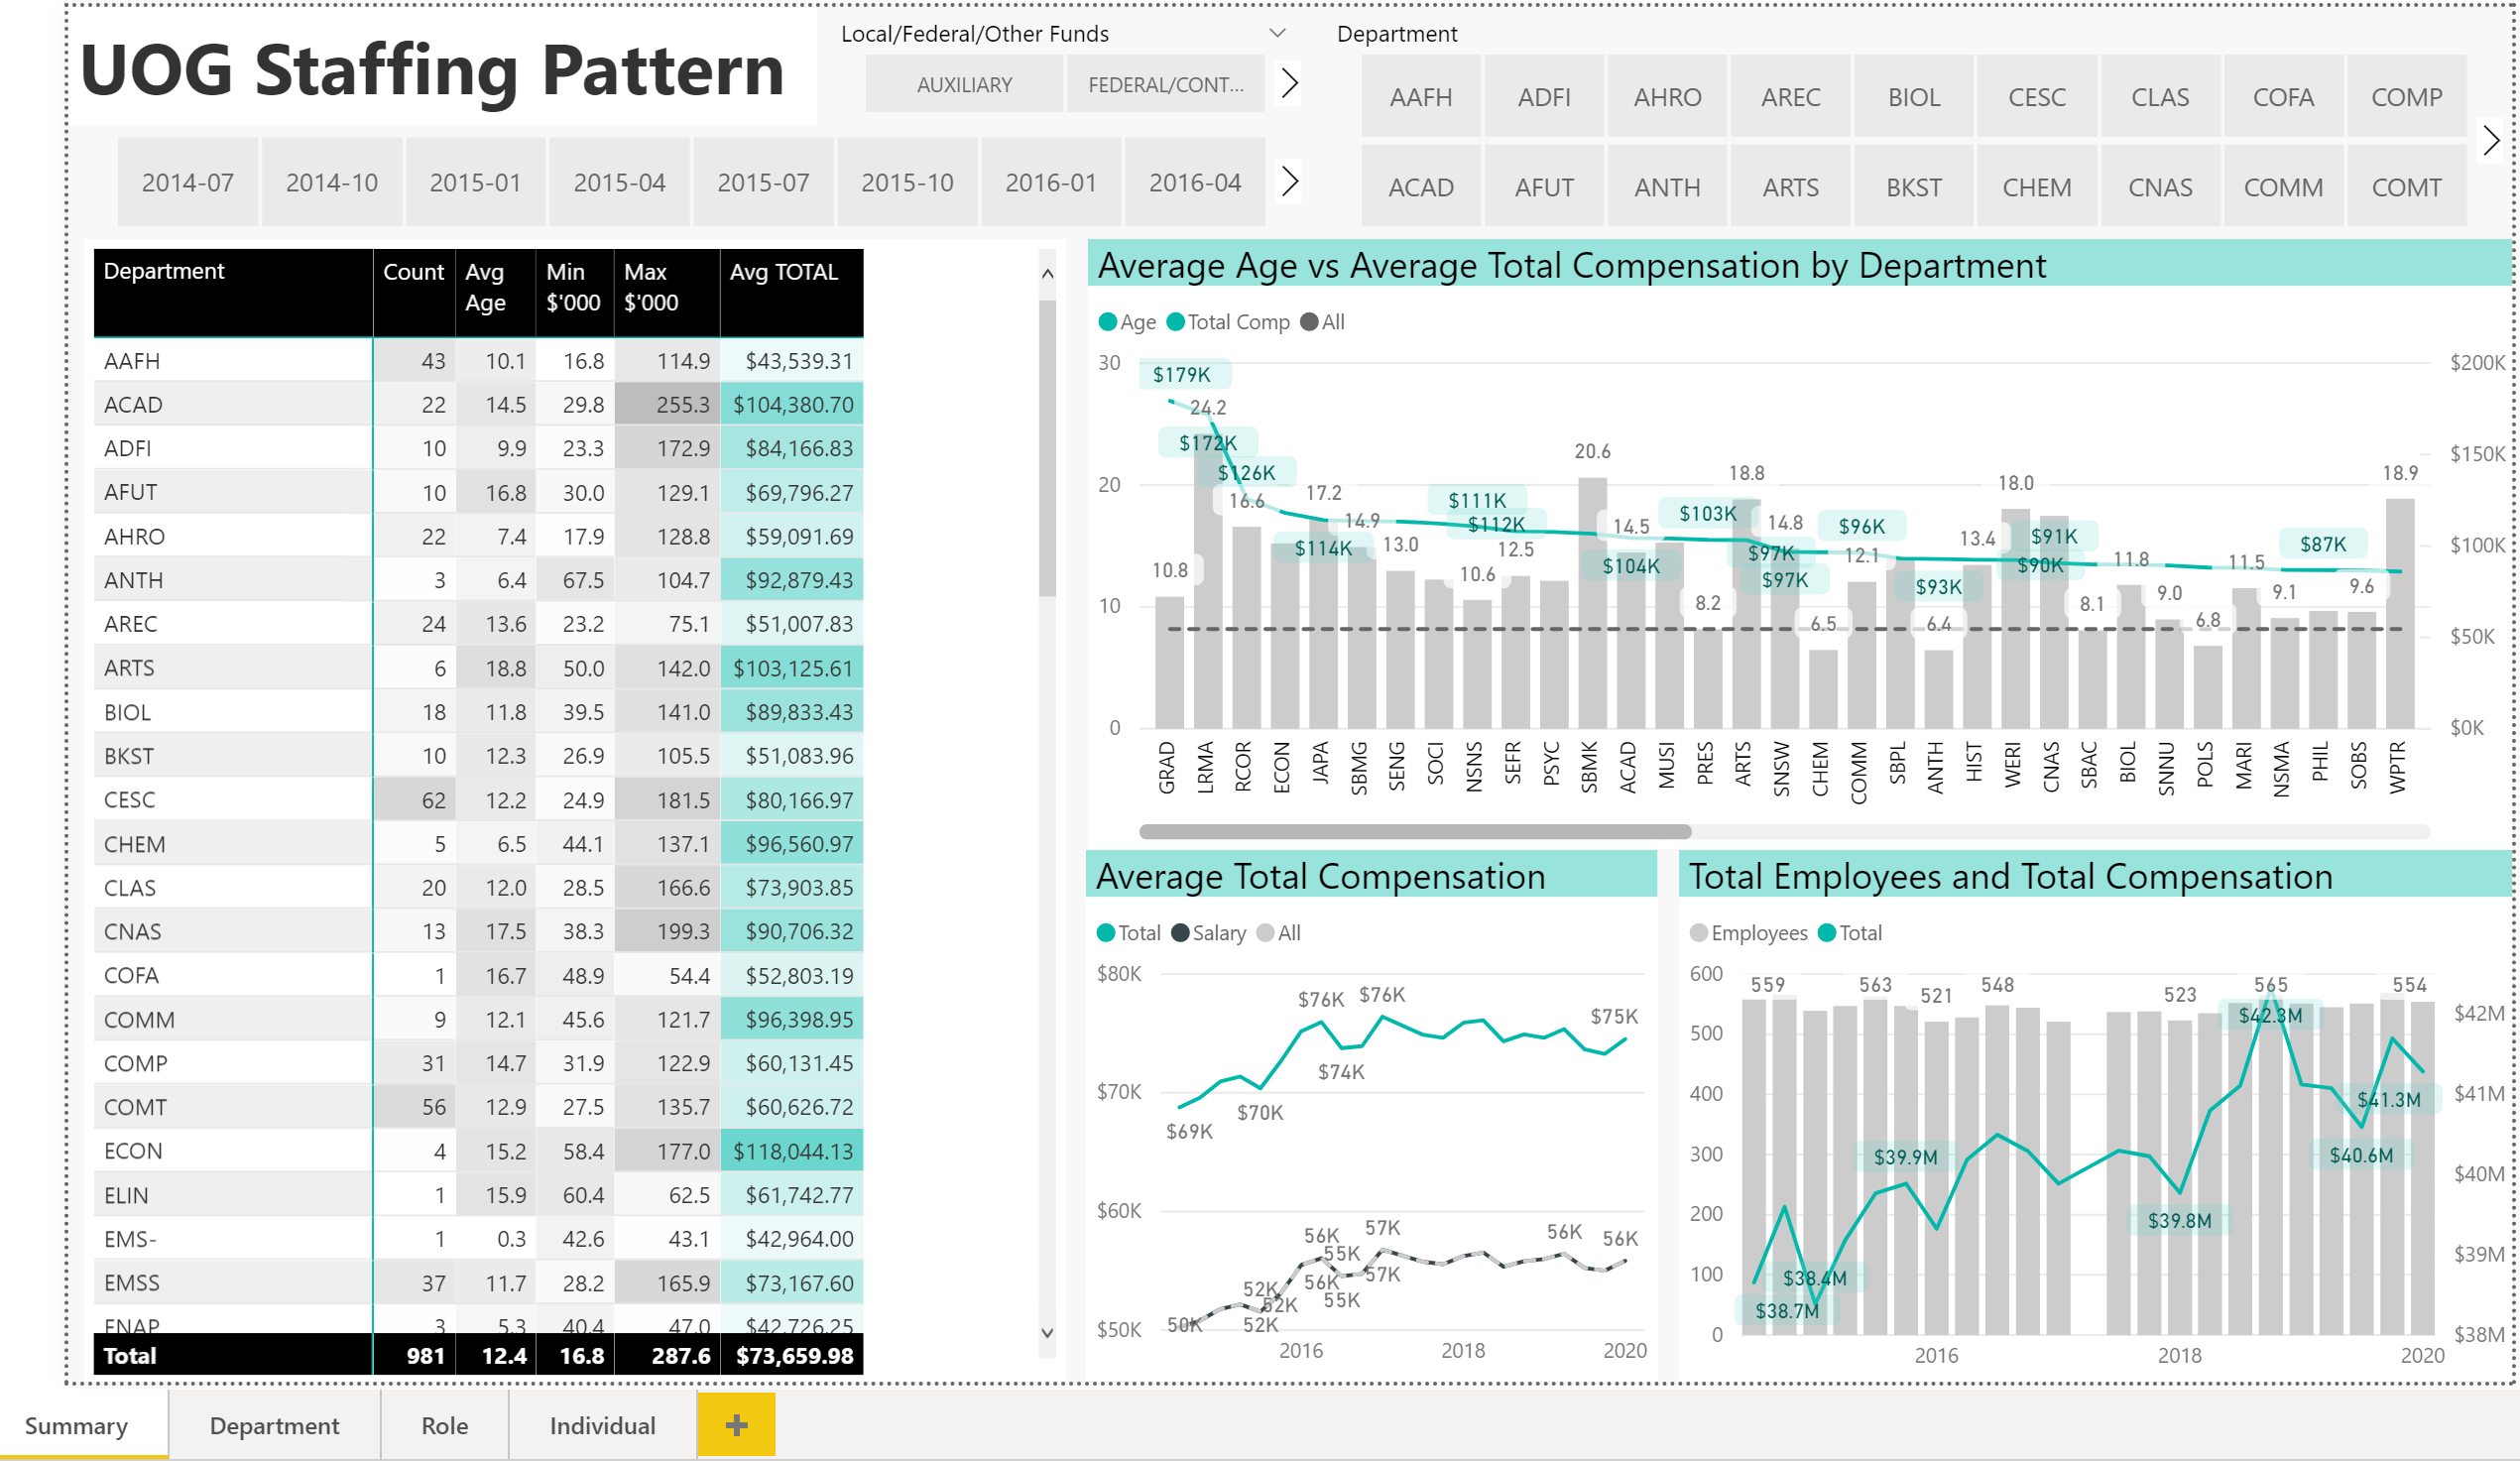 UOG Staffing Pattern
Local/Federal/Other Funds
AUXILIARY
FEDERAL/CONT...
Department
AAFH ADFI AHRO AREC BIOL CESC CLAS COFA COMP
ACAD AFUT ANTH ARTS BKST CHEM CNAS COMM COMT
2014-07 2014-10 2015-01 2015-04 2015-07 2015-10 2016-01 2016-04
Department Count Avg Age Min $'000 Max $'000 Avg TOTAL
AAFH 43 10.1 16.8 114.9 $43,539.31
ACAD 22 14.5 29.8 255.3 $104,380.70
ADFI 10 9.9 23.3 172.9 $84,166.83
AFUT 10 16.8 30.0 129.1 $69,796.27
AHRO 22 7.4 17.9 128.8 $59,091.69
ANTH 3 6.4 67.5 104.7 $92,879.43
AREC 24 13.6 23.2 75.1 $51,007.83
ARTS 6 18.8 50.0 142.0 $103,125.61
BIOL 18 11.8 39.5 141.0 $89,833.43
BKST 10 12.3 26.9 105.5 $51,083.96
CESC 62 12.2 24.9 181.5 $80,166.97
CHEM 5 6.5 44.1 137.1 $96,560.97
CLAS 20 12.0 28.5 166.6 $73,903.85
CNAS 13 17.5 38.3 199.3 $90,706.32
COFA 1 16.7 48.9 54.4 $52,803.19
COMM 9 12.1 45.6 121.7 $96,398.95
COMP 31 14.7 31.9 122.9 $60,131.45
COMT 56 12.9 27.5 135.7 $60,626.72
ECON 4 15.2 58.4 177.0 $118,044.13
ELIN 1 15.9 60.4 62.5 $61,742.77
EMS- 1 0.3 42.6 43.1 $42,964.00
EMSS 37 11.7 28.2 165.9 $73,167.60
ENAP 3 5.3 40.4 47.0 $42,726.25
Total 981 12.4 16.8 287.6 $73,659.98
Average Age vs Average Total Compensation by Department
Age Total Comp All
30 20 10 0
$200K $150K $100K $50K $0K
$179K $172K $126K $114K $111K $112K $104K $103K $97K $97K $96K $93K $91K $90K $87K
10.8 24.2 16.6 17.2 14.9 13.0 10.6 12.5 20.6 14.5 8.2 18.8 14.8 6.5 12.1 6.4 13.4 18.0 8.1 11.8 9.0 6.8 11.5 9.1 9.6 18.9
GRAD LRMA RCOR ECON JAPA SBMG SENG SOCI NSNS SEFR PSYC SBMK ACAD MUSI PRES ARTS SNSW CHEM COMM SBPL ANTH HIST WERI CNAS SBAC BIOL SNNU POLS MARI NSMA PHIL SOBS WPTR
Average Total Compensation
Total Salary All
$80K $70K $60K $50K
$69K $70K $76K $74K $76K $75K
50K 52K 52K 52K 56K 56K 55K 55K 57K 57K 56K 56K
2016 2018 2020
Total Employees and Total Compensation
Employees Total
600 500 400 300 200 100 0
559 563 521 548 523 565 554
$38.7M $38.4M $39.9M $39.8M $42.3M $40.6M $41.3M
$42M $41M $40M $39M $38M
2016 2018 2020
Summary Department Role Individual